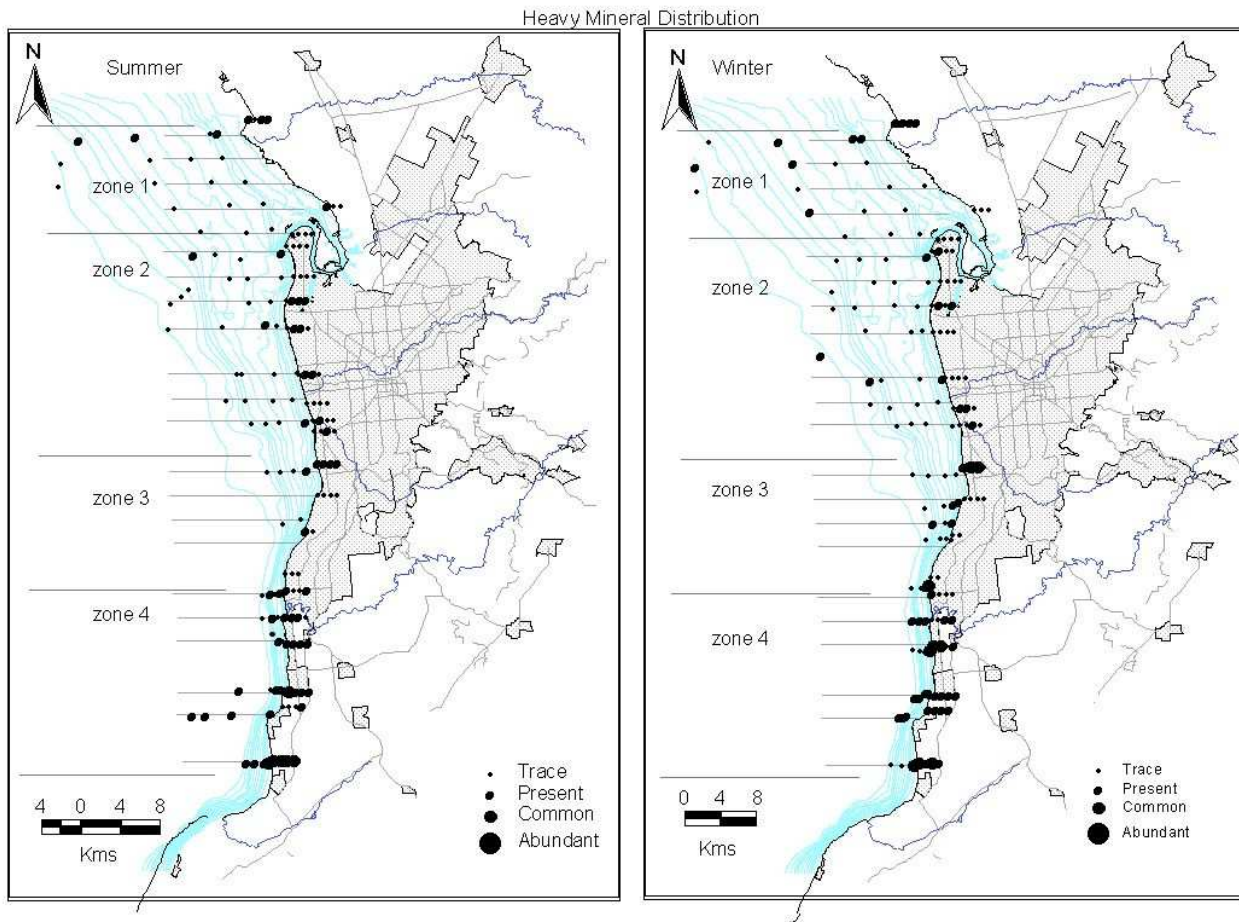 Heavy Mineral Distribution
N
Summer
zone 1
zone 2
zone 3
zone 4
4 0 4 8
Kms
Trace
Present
Common
Abundant
N
Winter
zone 1
zone 2
zone 3
zone 4
0 4 8
Kms
Trace
Present
Common
Abundant